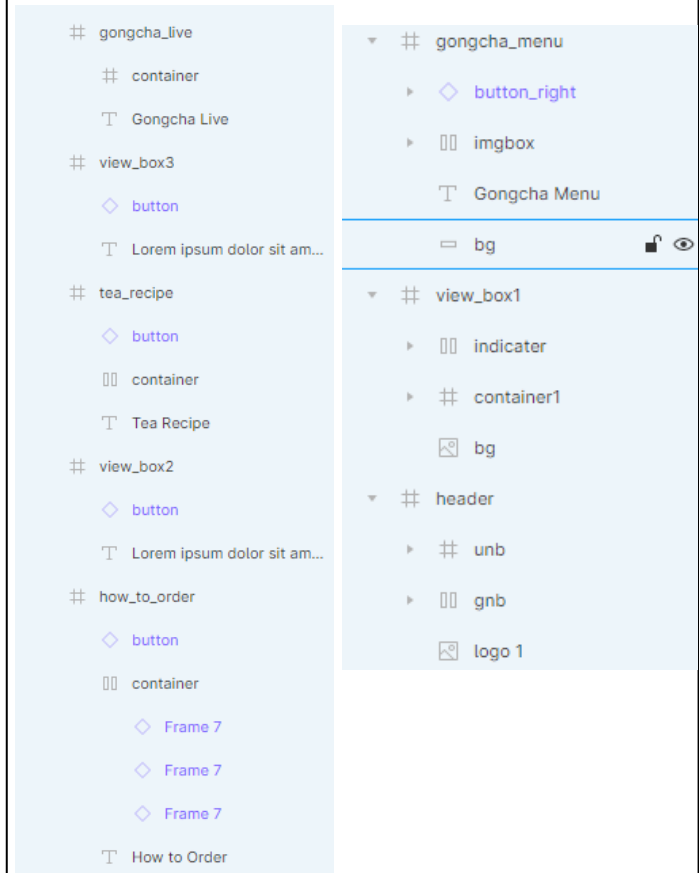 gongcha_live
container
Gongcha Live
view_box3
button
Lorem ipsum dolor sit am...
tea_recipe
button
container
Tea Recipe
view_box2
button
Lorem ipsum dolor sit am...
how_to_order
button
container
Frame 7
Frame 7
Frame 7
How to Order
gongcha_menu
button_right
imgbox
Gongcha Menu
bg
view_box1
indicater
container1
bg
header
unb
gnb
logo 1